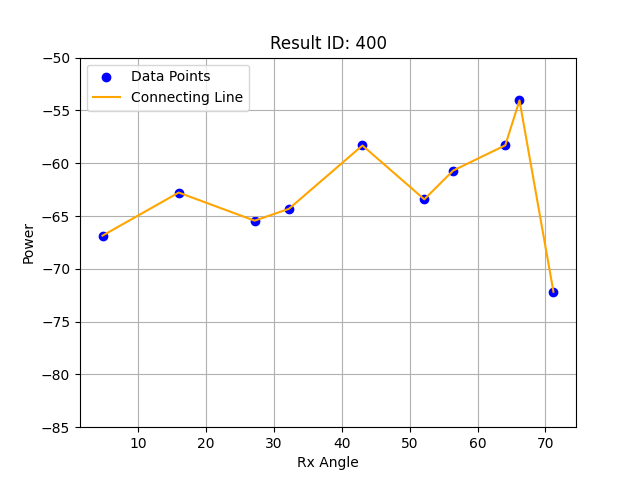 Result ID: 400
Data Points
Connecting Line
−50
−55
−60
−65
−70
−75
−80
−85
Power
10 20 30 40 50 60 70
Rx Angle